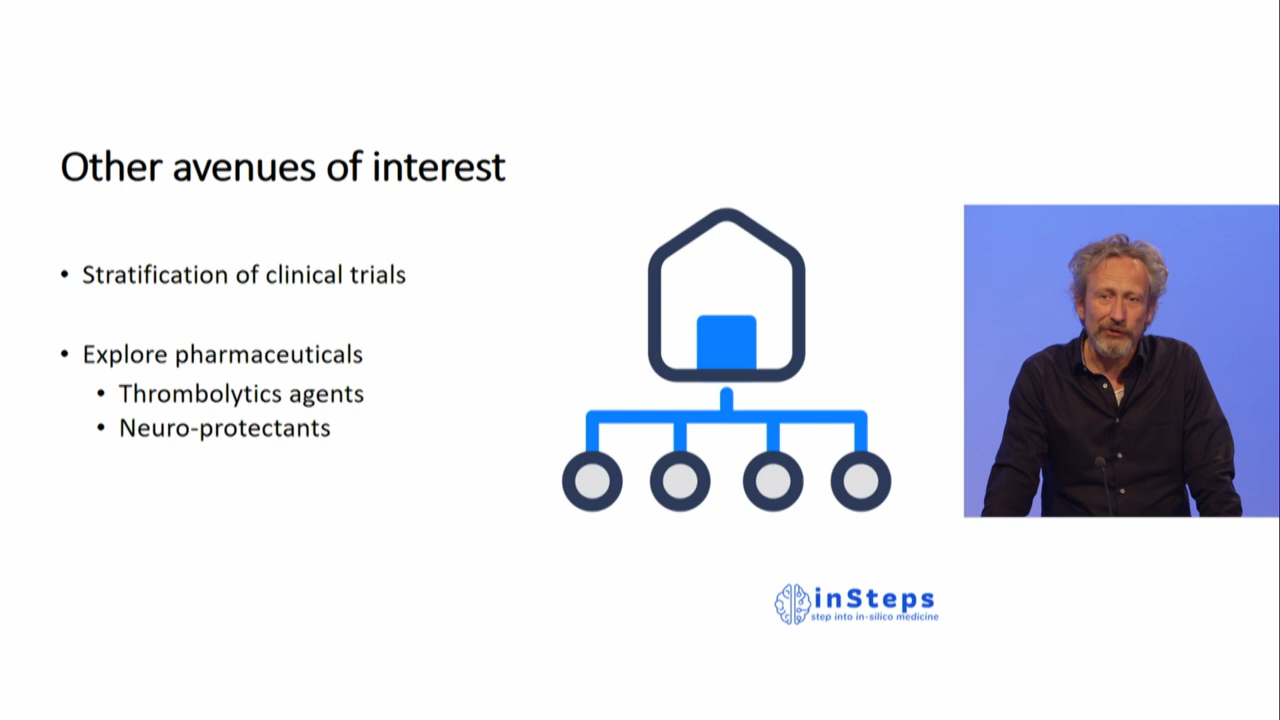 Other avenues of interest
• Stratification of clinical trials
• Explore pharmaceuticals
• Thrombolytics agents
• Neuro-protectants
inSteps
step into in-silico medicine